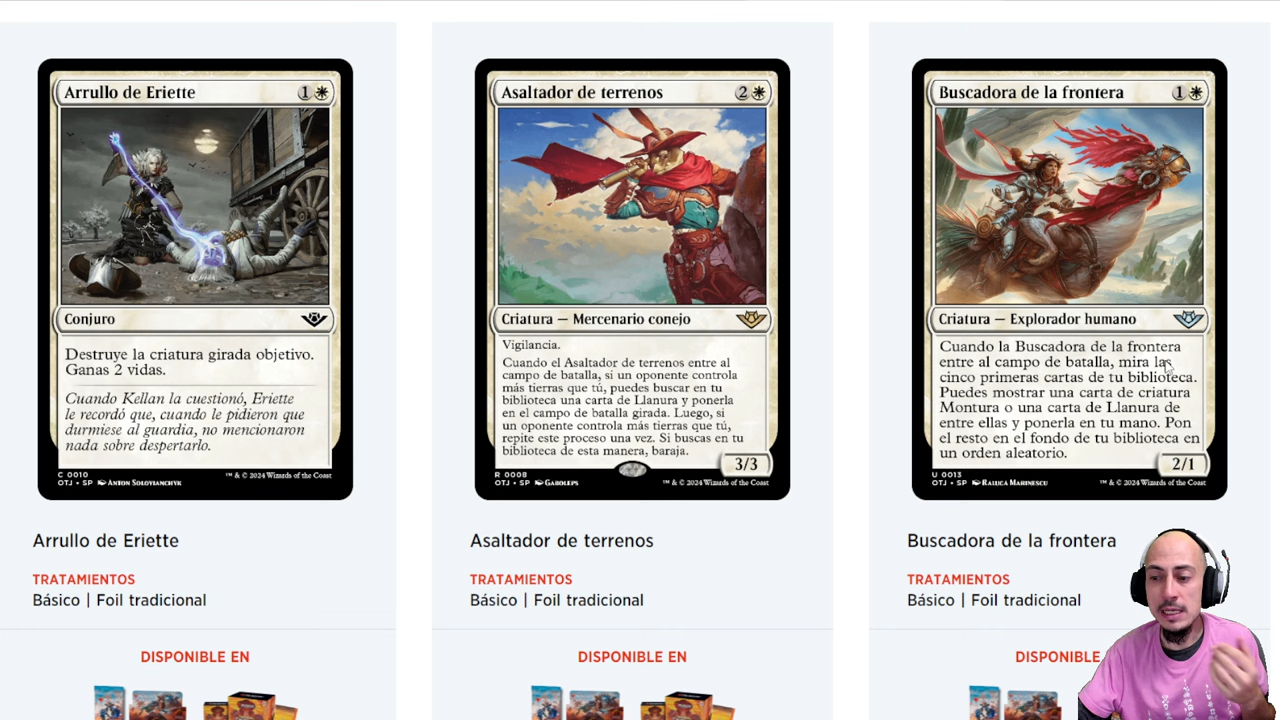 Arrullo de Eriette 1
Conjuro
Destruye la criatura girada objetivo.
Ganas 2 vidas.
Cuando Kellan la cuestionó, Eriette
le recordó que, cuando le pidieron que
durmiese al guardia, no mencionaron
nada sobre despertarlo.
C 0010
OTJ • SP Anton Solovianchyk
™ & © 2024 Wizards of the Coast
Arrullo de Eriette
TRATAMIENTOS
Básico | Foil tradicional
DISPONIBLE EN
Asaltador de terrenos 2
Criatura — Mercenario conejo
Vigilancia.
Cuando el Asaltador de terrenos entre al
campo de batalla, si un oponente controla
más tierras que tú, puedes buscar en tu
biblioteca una carta de Llanura y ponerla
en el campo de batalla girada. Luego, si
un oponente controla más tierras que tú,
repite este proceso una vez. Si buscas en tu
biblioteca de esta manera, baraja.
3/3
R 0008
OTJ • SP Gaboleps
™ & © 2024 Wizards of the Coast
Asaltador de terrenos
TRATAMIENTOS
Básico | Foil tradicional
DISPONIBLE EN
Buscadora de la frontera 1
Criatura — Explorador humano
Cuando la Buscadora de la frontera
entre al campo de batalla, mira las
cinco primeras cartas de tu biblioteca.
Puedes mostrar una carta de criatura
Montura o una carta de Llanura de
entre ellas y ponerla en tu mano. Pon
el resto en el fondo de tu biblioteca en
un orden aleatorio.
2/1
U 0013
OTJ • SP Raluca Marinescu
™ & © 2024 Wizards of the Coast
Buscadora de la frontera
TRATAMIENTOS
Básico | Foil tradicional
DISPONIBLE